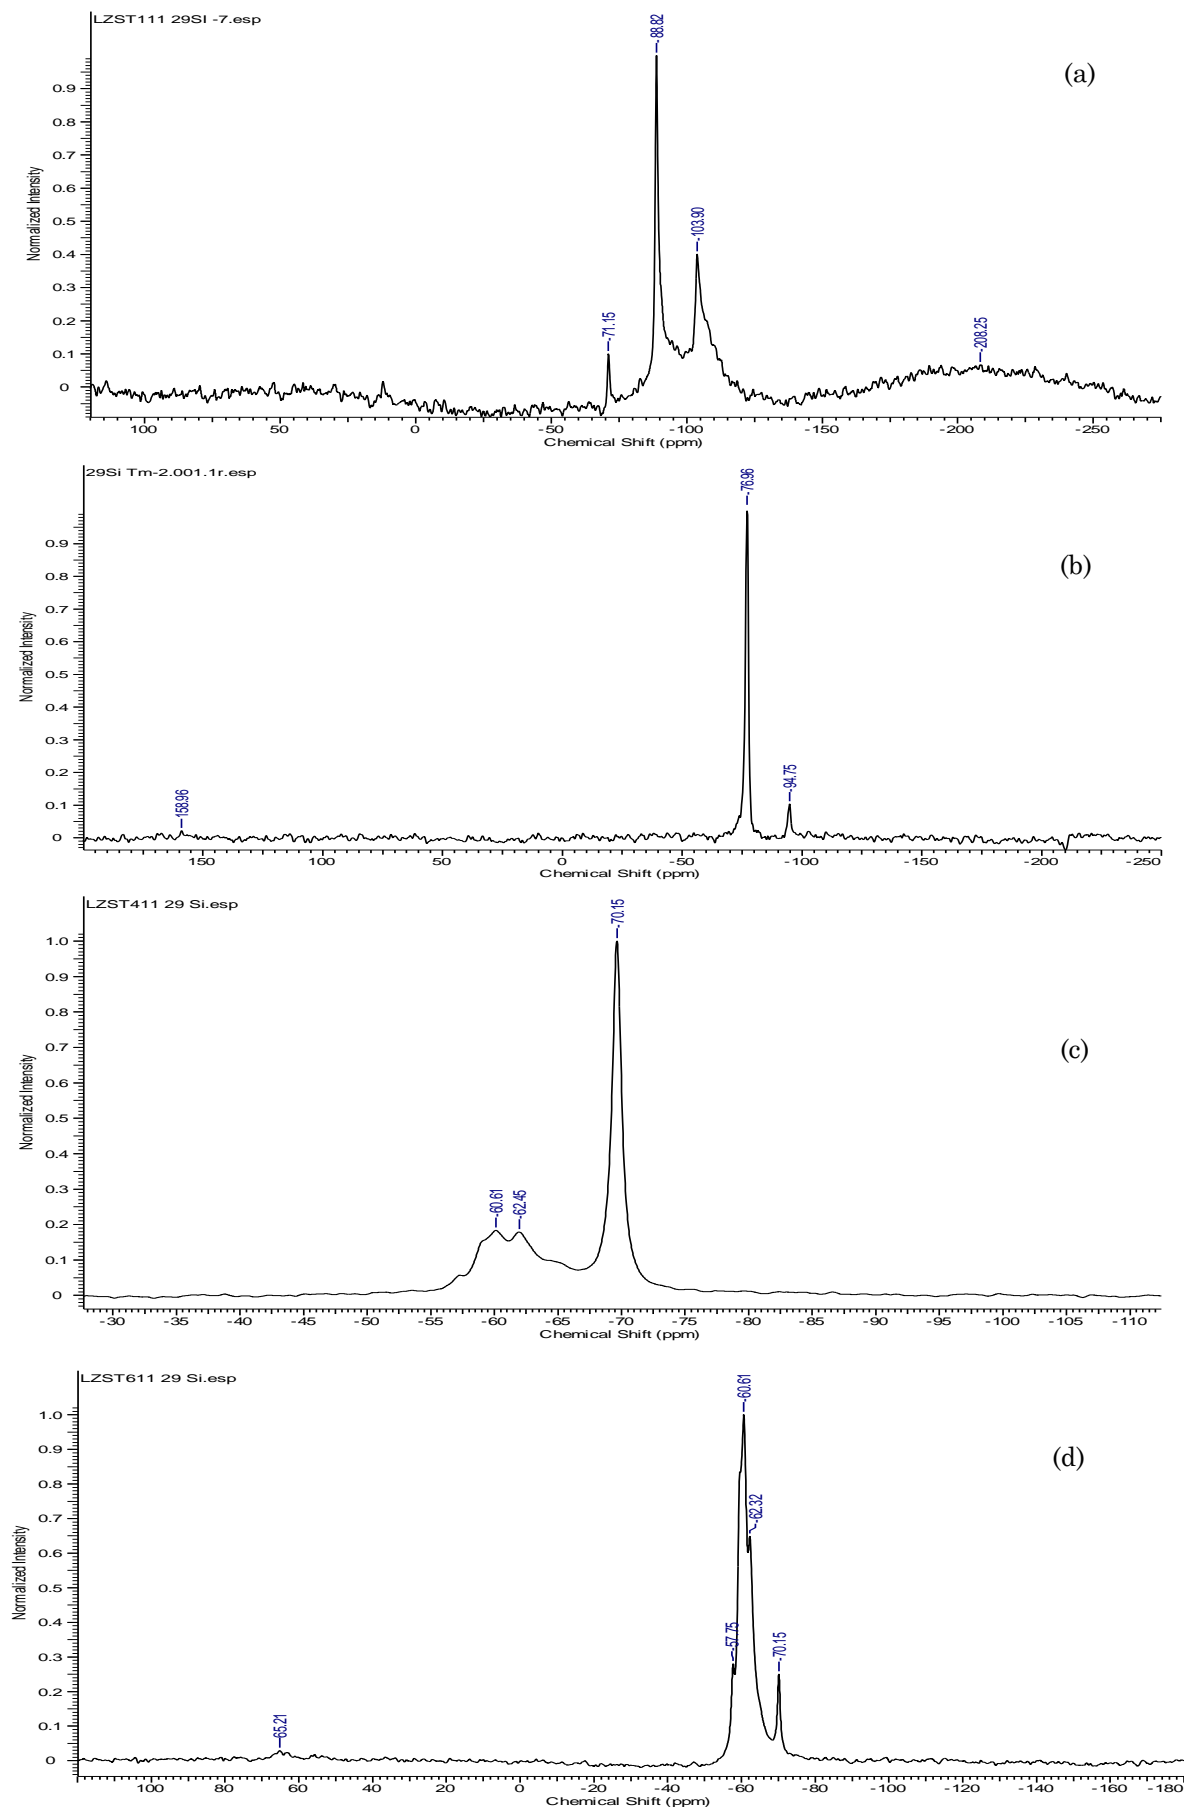 LZST111 29SI -7.esp
-88.82
(a)
0.9
0.8
0.7
0.6
0.5
0.4
0.3
0.2
0.1
0
Normalized Intensity
-71.15
-103.90
-208.25
100 50 0 -50 -100 -150 -200 -250
Chemical Shift (ppm)
29Si Tm-2.001.1r.esp
-76.96
(b)
0.9
0.8
0.7
0.6
0.5
0.4
0.3
0.2
0.1
0
Normalized Intensity
158.96
-94.75
150 100 50 0 -50 -100 -150 -200 -250
Chemical Shift (ppm)
LZST411 29 Si.esp
-70.15
(c)
1.0
0.9
0.8
0.7
0.6
0.5
0.4
0.3
0.2
0.1
0
Normalized Intensity
-60.61
-62.45
-30 -35 -40 -45 -50 -55 -60 -65 -70 -75 -80 -85 -90 -95 -100 -105 -110
Chemical Shift (ppm)
LZST611 29 Si.esp
-60.61
(d)
1.0
0.9
0.8
0.7
0.6
0.5
0.4
0.3
0.2
0.1
0
Normalized Intensity
65.21
-57.75
-62.32
-70.15
100 80 60 40 20 0 -20 -40 -60 -80 -100 -120 -140 -160 -180
Chemical Shift (ppm)